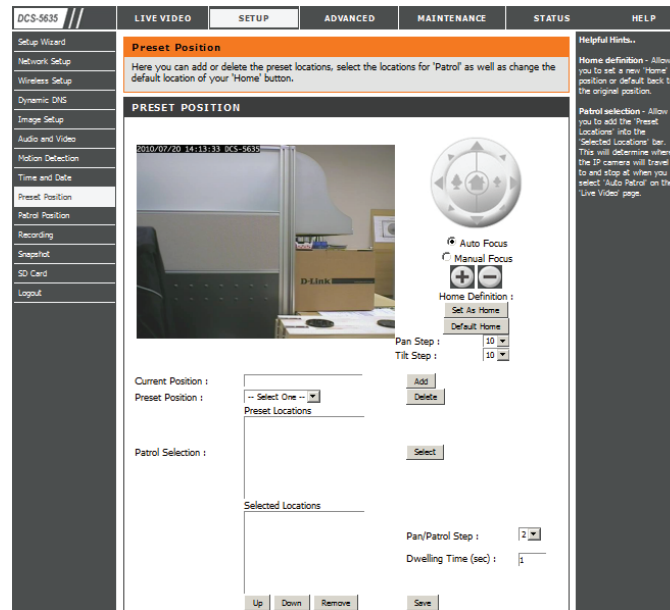 DCS-5635
LIVE VIDEO
SETUP
ADVANCED
MAINTENANCE
STATUS
HELP
Setup Wizard
Network Setup
Wireless Setup
Dynamic DNS
Image Setup
Audio and Video
Motion Detection
Time and Date
Preset Position
Patrol Position
Recording
Snapshot
SD Card
Logout
Preset Position
Here you can add or delete the preset locations, select the locations for 'Patrol' as well as change the
default location of your 'Home' button.
PRESET POSITION
2010/07/20 14:13:33 DCS-5635
D-Link
Auto Focus
Manual Focus
Home Definition :
Set As Home
Default Home
Pan Step : 10
Tilt Step : 10
Current Position :
Add
Preset Position :
-- Select One --
Delete
Preset Locations
Patrol Selection :
Select
Selected Locations
Pan/Patrol Step : 2
Dwelling Time (sec) : 1
Up
Down
Remove
Save
Helpful Hints..
Home definition - Allow
you to set a new 'Home'
position or default back t
the original position.
Patrol selection - Allow
you to add the 'Preset
Locations' into the
'Selected Locations' bar.
This will determine where
the IP camera will travel
to and stop at when you
select 'Auto Patrol' on the
'Live Video' page.